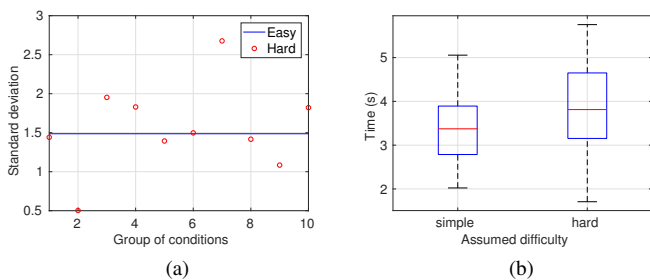 3
2.5
2
1.5
1
0.5
Standard deviation
Easy
Hard
2 4 6 8 10
Group of conditions
(a)
5
4
3
2
Time (s)
simple hard
Assumed difficulty
(b)